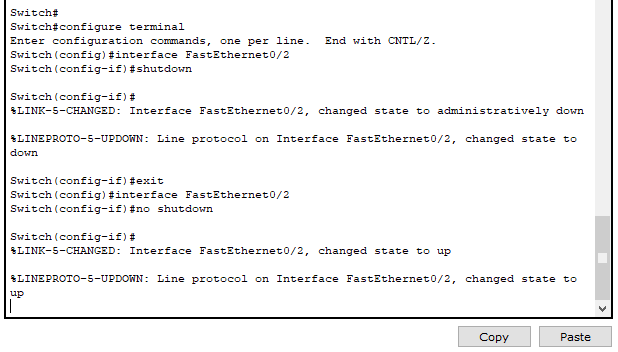 Switch#
Switch#configure terminal
Enter configuration commands, one per line.  End with CNTL/Z.
Switch(config)#interface FastEthernet0/2
Switch(config-if)#shutdown

Switch(config-if)#
%LINK-5-CHANGED: Interface FastEthernet0/2, changed state to administratively down

%LINEPROTO-5-UPDOWN: Line protocol on Interface FastEthernet0/2, changed state to
down

Switch(config-if)#exit
Switch(config)#interface FastEthernet0/2
Switch(config-if)#no shutdown

Switch(config-if)#
%LINK-5-CHANGED: Interface FastEthernet0/2, changed state to up

%LINEPROTO-5-UPDOWN: Line protocol on Interface FastEthernet0/2, changed state to
up
Copy
Paste